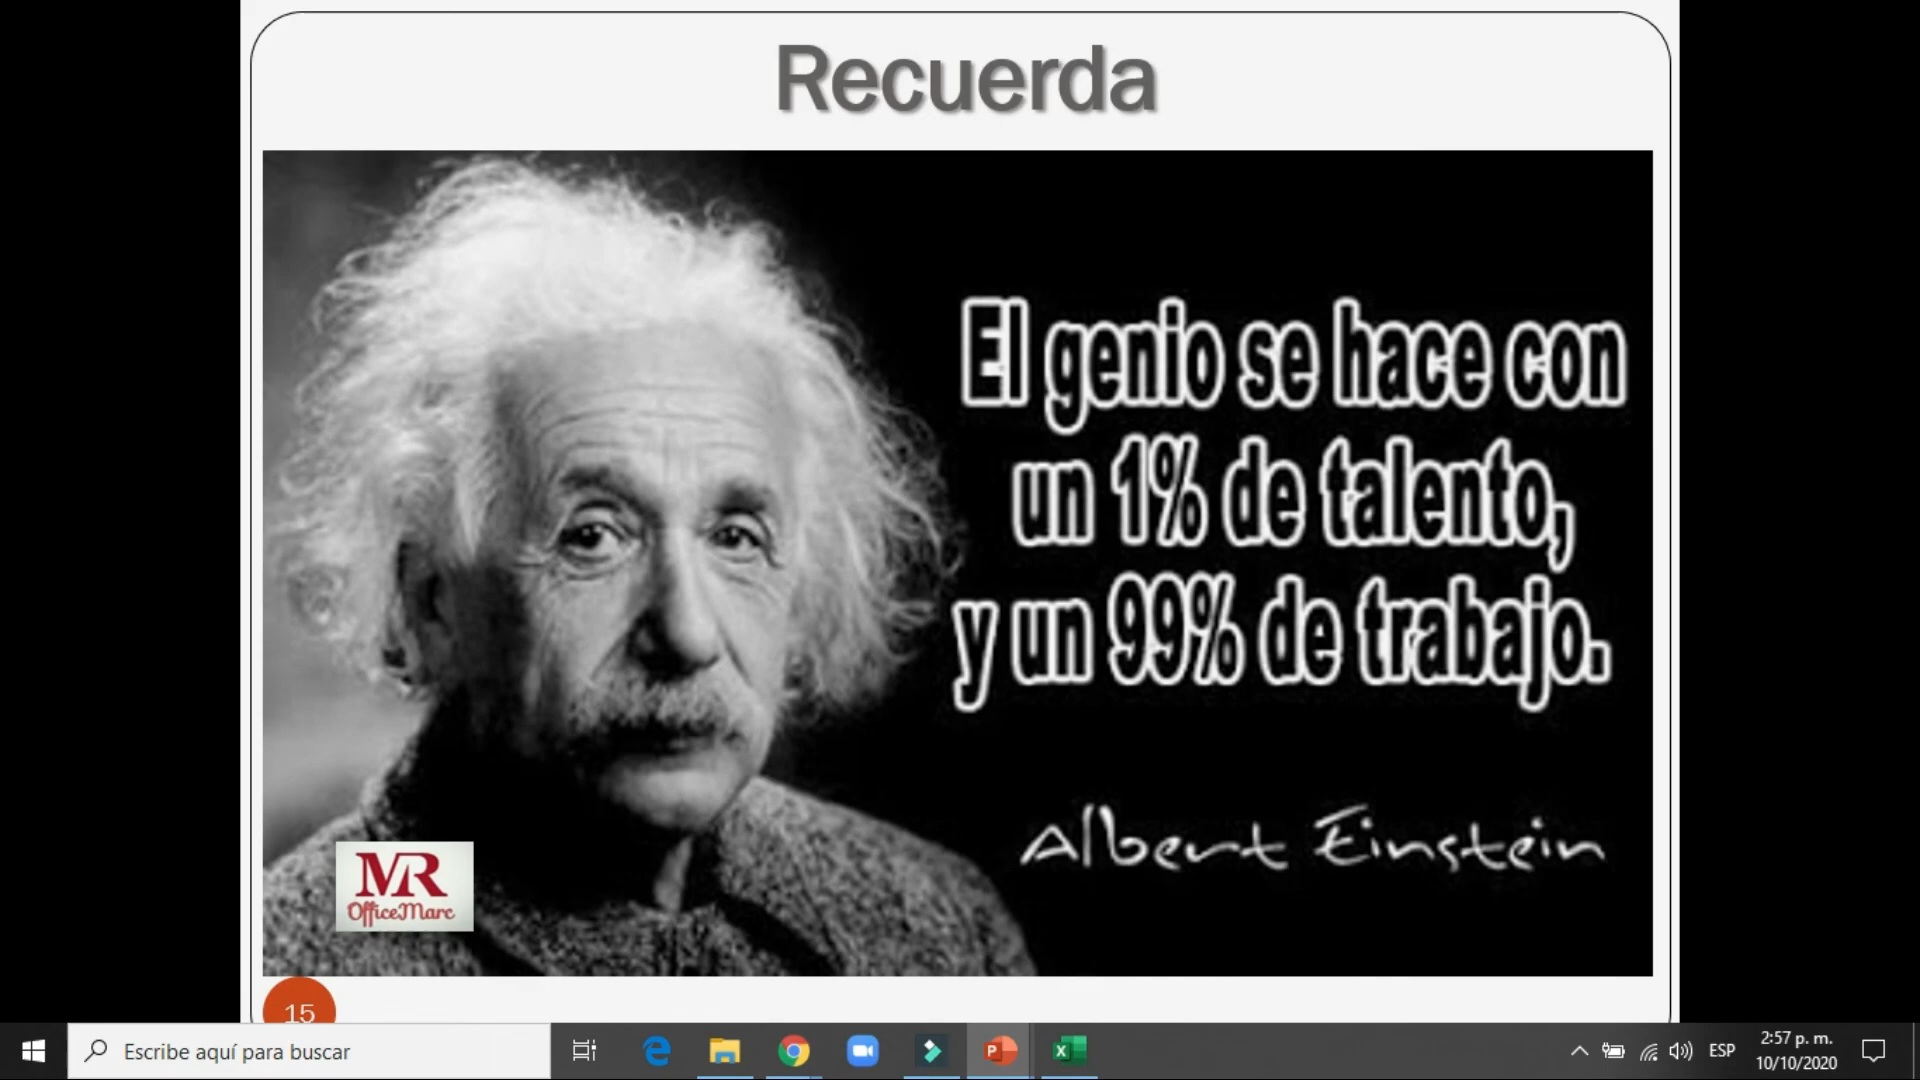 Recuerda
El genio se hace con
un 1% de talento,
y un 99% de trabajo.
Albert Einstein
MR
OfficeMarc
15
Escribe aquí para buscar
ESP
2:57 p. m.
10/10/2020